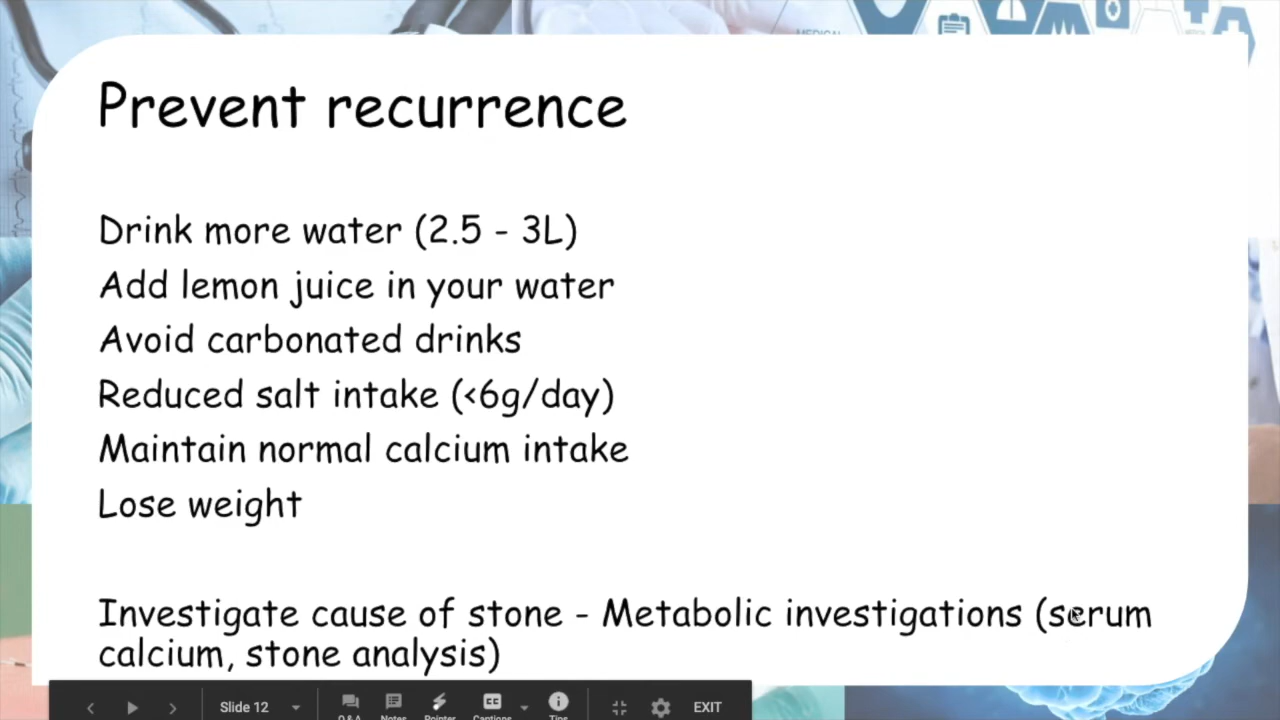 MEDICAL
Prevent recurrence
Drink more water (2.5 - 3L)
Add lemon juice in your water
Avoid carbonated drinks
Reduced salt intake (<6g/day)
Maintain normal calcium intake
Lose weight
Investigate cause of stone - Metabolic investigations (serum
calcium, stone analysis)
Slide 12
Q&A Notes Pointer Captions Tips
EXIT